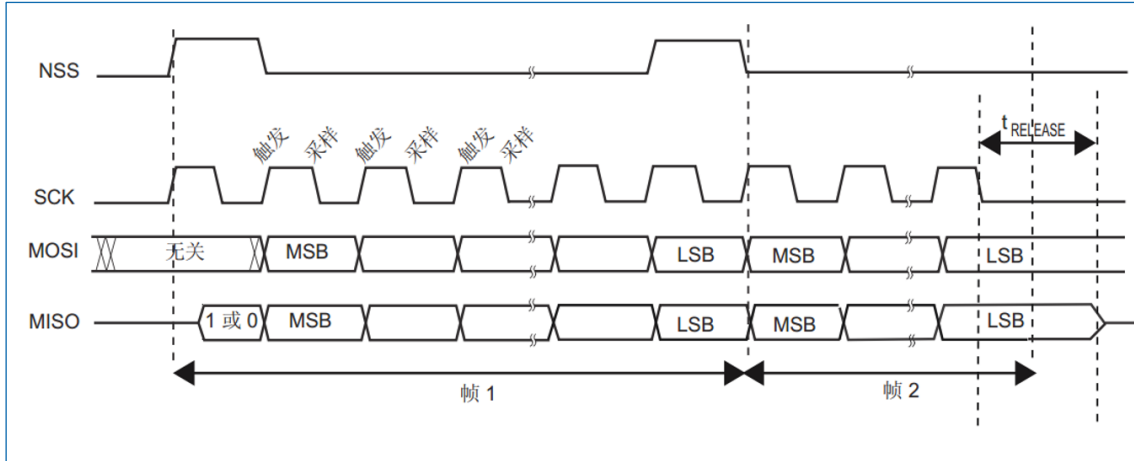 NSS
t RELEASE
触发 采样 触发 采样 触发 采样
SCK
MOSI 无关 MSB LSB MSB LSB
MISO 1 或 0 MSB LSB MSB LSB
帧 1 帧 2